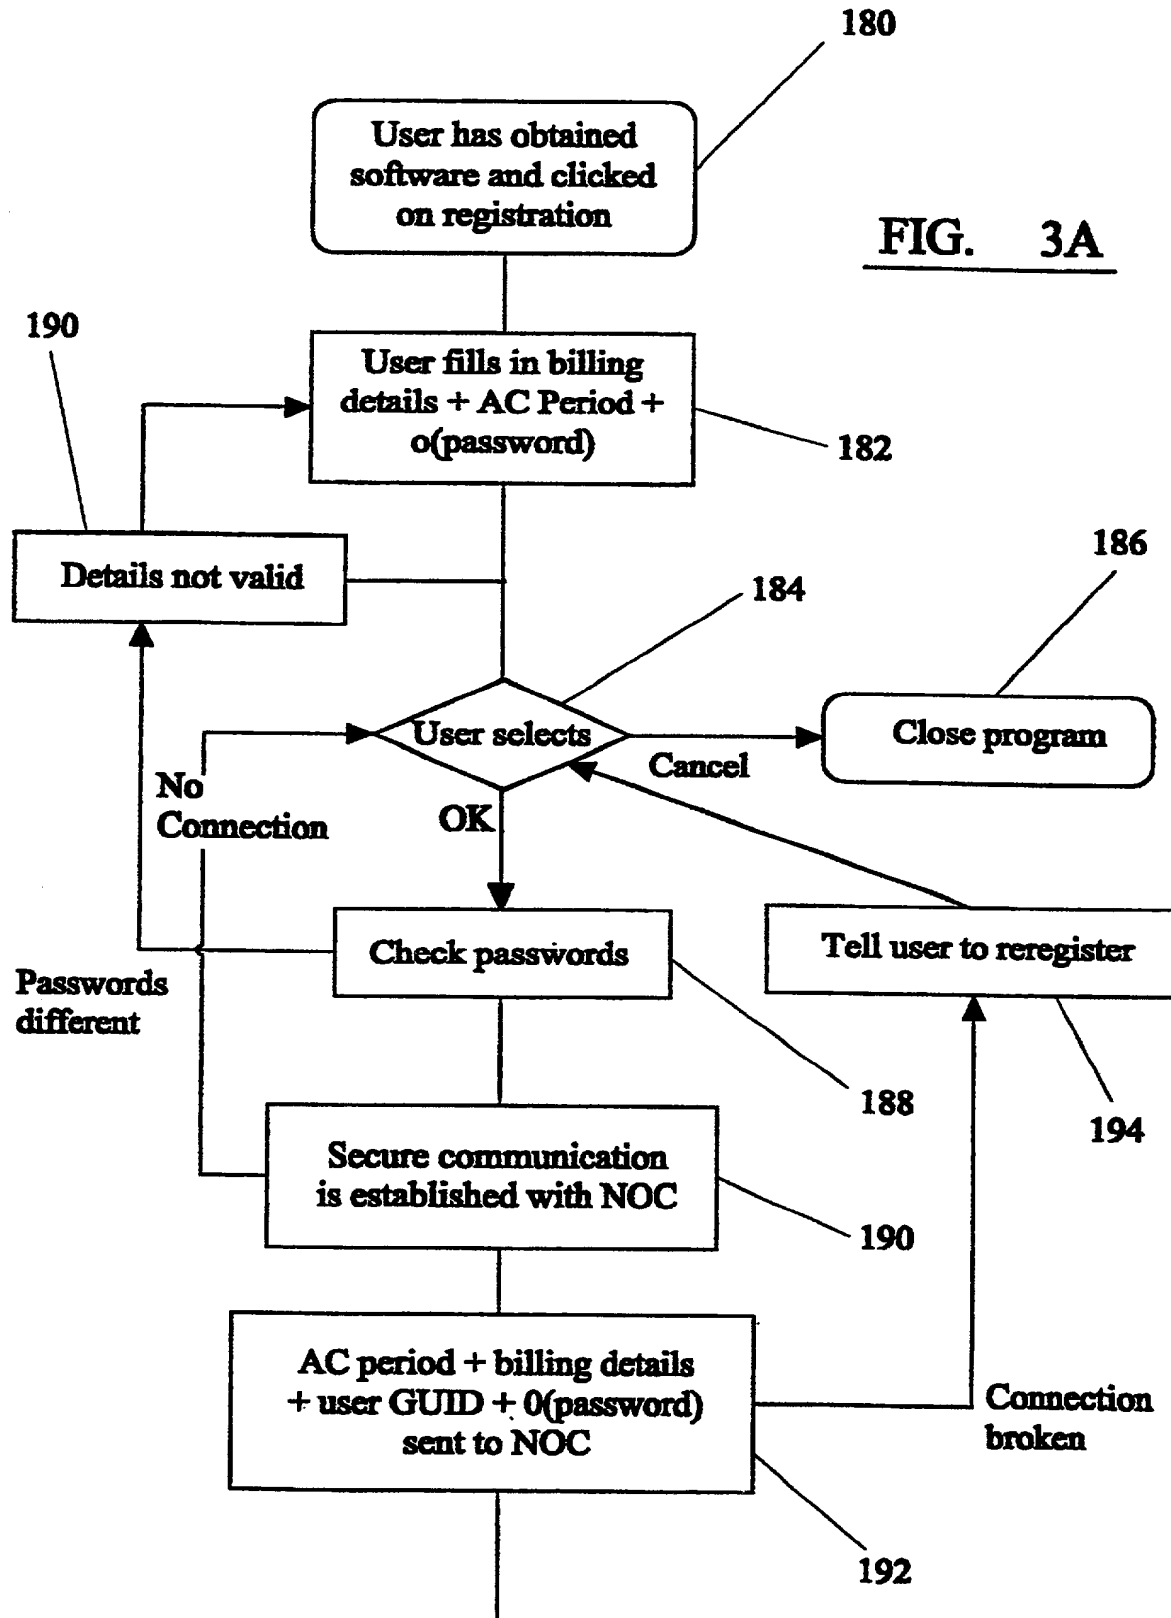 180
User has obtained
software and clicked
on registration
FIG. 3A
190
User fills in billing
details + AC Period +
o(password)
182
Details not valid
186
184
User selects
Close program
Cancel
No
Connection
OK
Check passwords
Tell user to reregister
Passwords
different
188
194
Secure communication
is established with NOC
190
AC period + billing details
+ user GUID + 0(password)
sent to NOC
Connection
broken
192